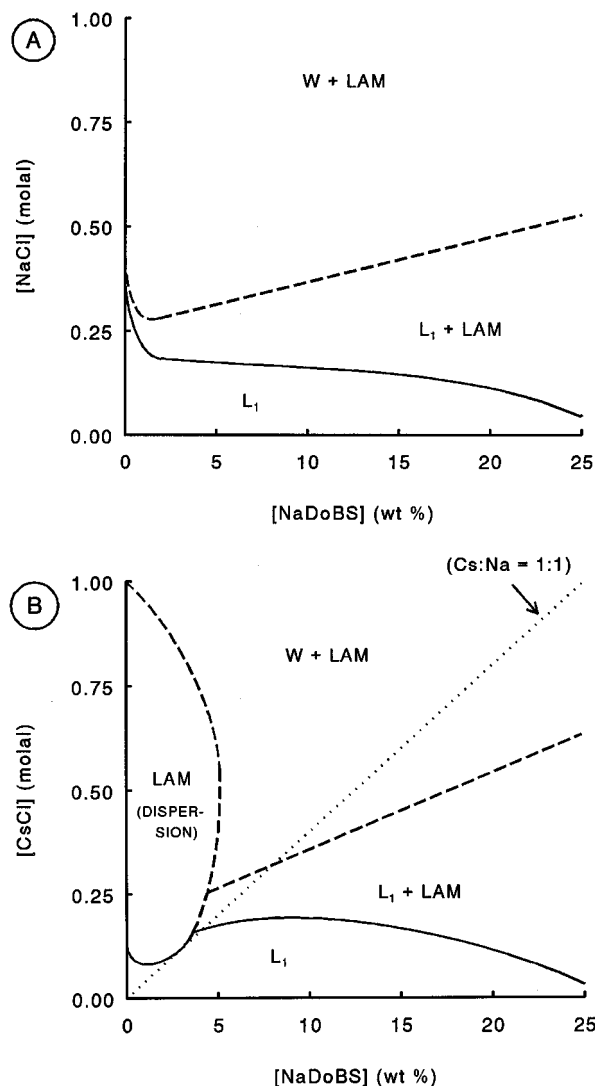 A
1.00
0.75
0.50
0.25
0.00
[NaCl] (molal)
W + LAM
L₁ + LAM
L₁
0 5 10 15 20 25
[NaDoBS] (wt %)
B
(Cs:Na = 1:1)
1.00
0.75
0.50
0.25
0.00
[CsCl] (molal)
W + LAM
LAM
(DISPER-
SION)
L₁ + LAM
L₁
0 5 10 15 20 25
[NaDoBS] (wt %)